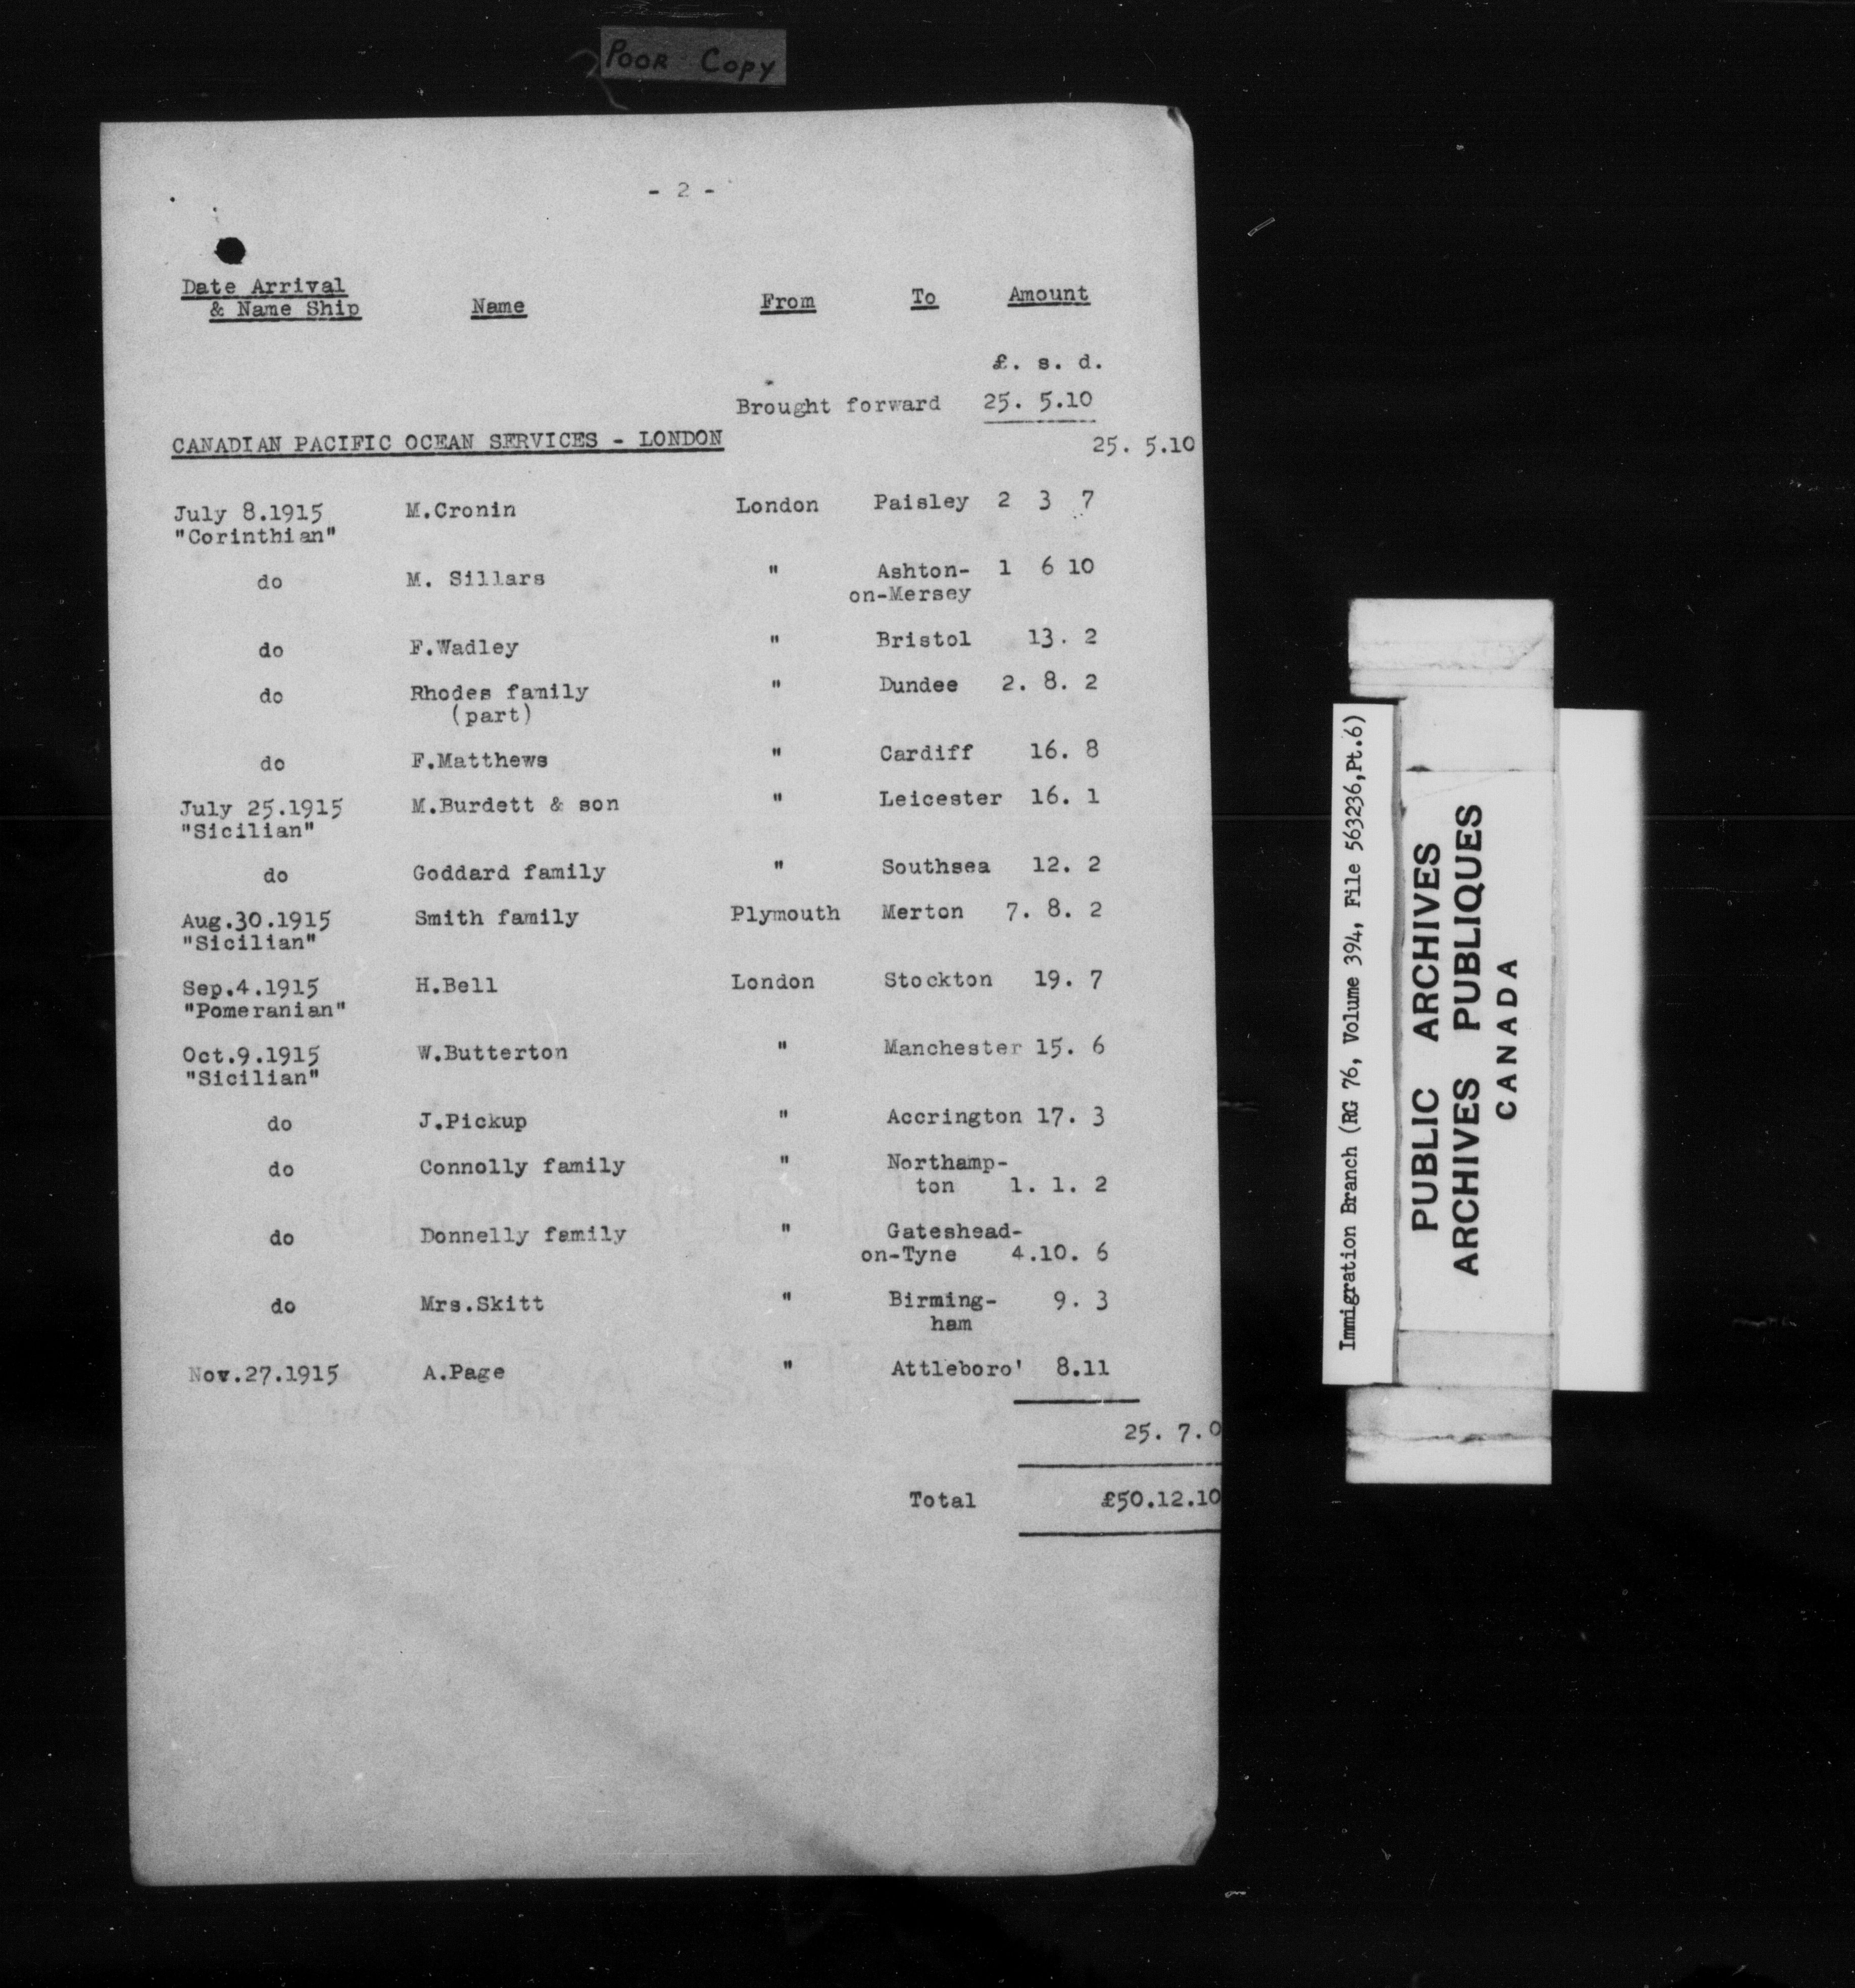 Poor Copy
- 2 -
Date Arrival
& Name Ship Name From To Amount
£. s. d.
Brought forward 25. 5.10
CANADIAN PACIFIC OCEAN SERVICES - LONDON 25. 5.10
July 8.1915 M.Cronin London Paisley 2 3 7
"Corinthian"
do M. Sillars " Ashton- 1 6 10
on-Mersey
do F.Wadley " Bristol 13. 2
do Rhodes family " Dundee 2. 8. 2
(part)
do F.Matthews " Cardiff 16. 8
July 25.1915 M.Burdett & son " Leicester 16. 1
"Sicilian"
do Goddard family " Southsea 12. 2
Aug.30.1915 Smith family Plymouth Merton 7. 8. 2
"Sicilian"
Sep.4.1915 H.Bell London Stockton 19. 7
"Pomeranian"
Oct.9.1915 W.Butterton " Manchester 15. 6
"Sicilian"
do J.Pickup " Accrington 17. 3
do Connolly family " Northamp-
ton 1. 1. 2
do Donnelly family " Gateshead-
on-Tyne 4.10. 6
do Mrs.Skitt " Birming- 9. 3
ham
Nov.27.1915 A.Page " Attleboro' 8.11
25. 7.0
Total £50.12.10
Immigration Branch (RG 76, Volume 394, File 563236,Pt.6)
PUBLIC ARCHIVES
ARCHIVES PUBLIQUES
CANADA